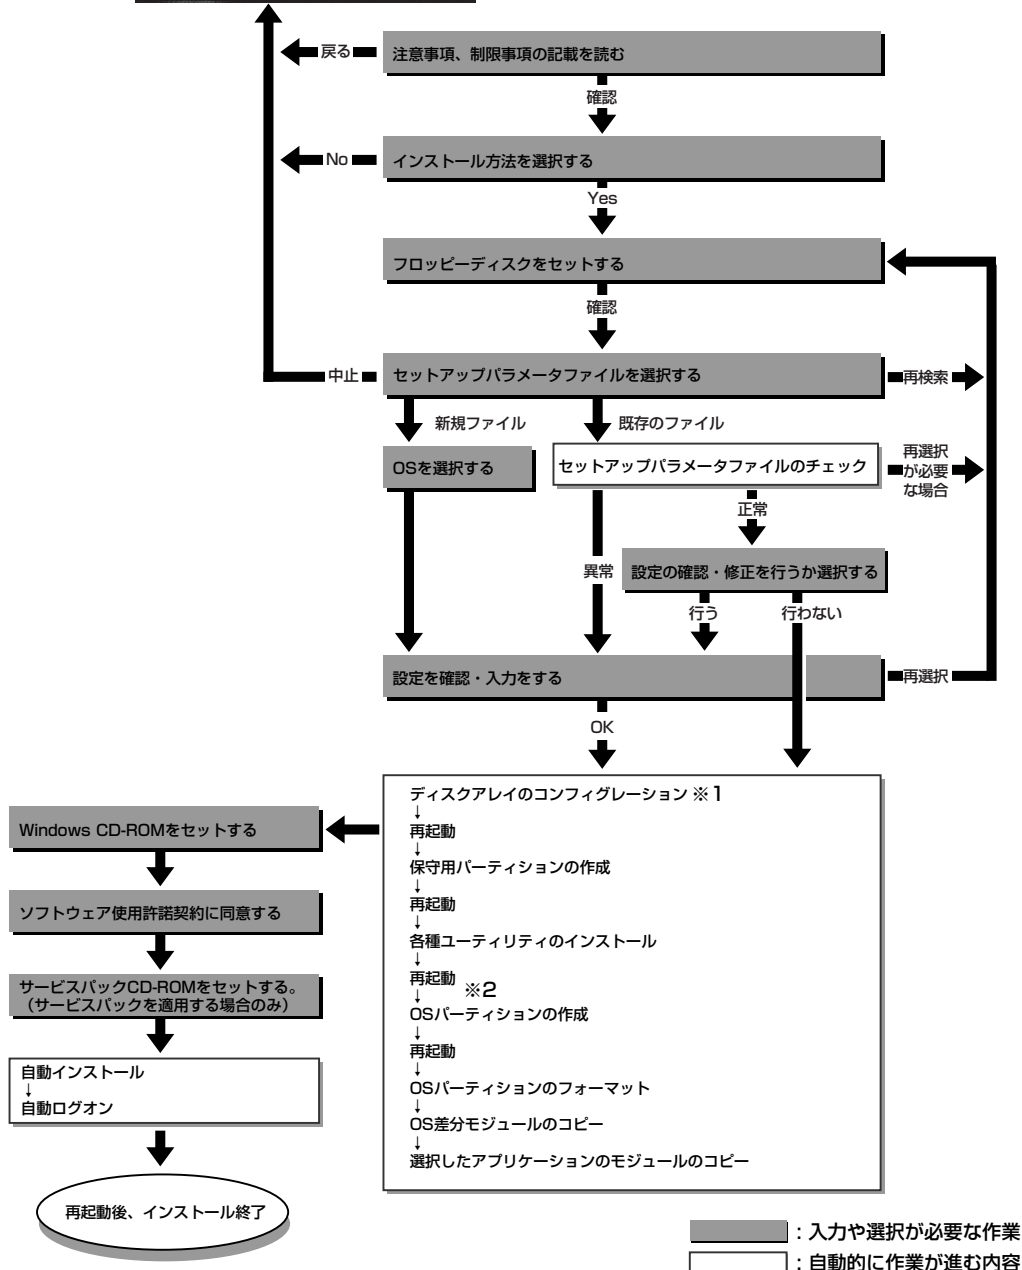 戻る
注意事項、制限事項の記載を読む
確認
No
インストール方法を選択する
Yes
フロッピーディスクをセットする
確認
中止
セットアップパラメータファイルを選択する
再検索
新規ファイル
既存のファイル
OSを選択する
セットアップパラメータファイルのチェック
再選択
が必要
な場合
正常
異常
設定の確認・修正を行うか選択する
行う
行わない
設定を確認・入力をする
再選択
OK
ディスクアレイのコンフィグレーション ※1
↓
再起動
↓
保守用パーティションの作成
↓
再起動
↓
各種ユーティリティのインストール
↓
再起動
↓ ※2
OSパーティションの作成
↓
再起動
↓
OSパーティションのフォーマット
↓
OS差分モジュールのコピー
↓
選択したアプリケーションのモジュールのコピー
Windows CD-ROMをセットする
ソフトウェア使用許諾契約に同意する
サービスパックCD-ROMをセットする。
（サービスパックを適用する場合のみ）
自動インストール
↓
自動ログオン
再起動後、インストール終了
：入力や選択が必要な作業
：自動的に作業が進む内容